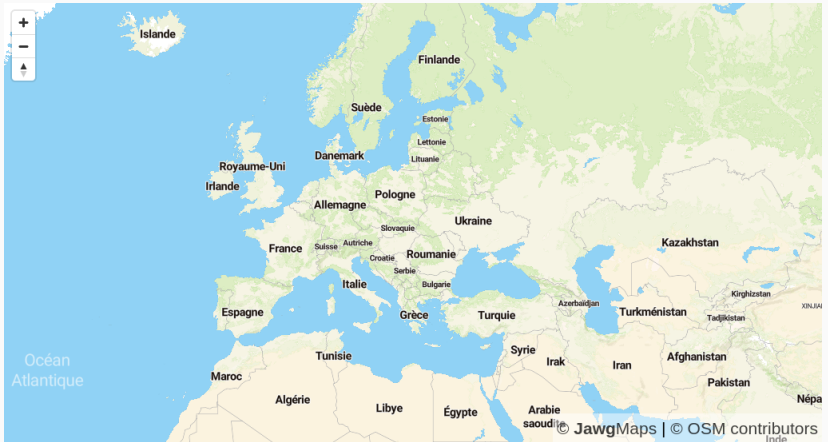 +
−
Islande
Finlande
Suède
Estonie
Lettonie
Danemark
Lituanie
Royaume-Uni
Irlande
Pologne
Allemagne
Ukraine
Slovaquie
Kazakhstan
Suisse
Autriche
France
Roumanie
Croatie
Serbie
Italie
Bulgarie
Kirghizstan
Azerbaïdjan
XINJIA
Espagne
Grèce
Turquie
Turkménistan
Tadjikistan
Syrie
Tunisie
Afghanistan
Océan
Atlantique
Irak
Iran
Maroc
Pakistan
Algérie
Népa
Libye
Égypte
Arabie
saoudite
© JawgMaps | © OSM contributors
Inde